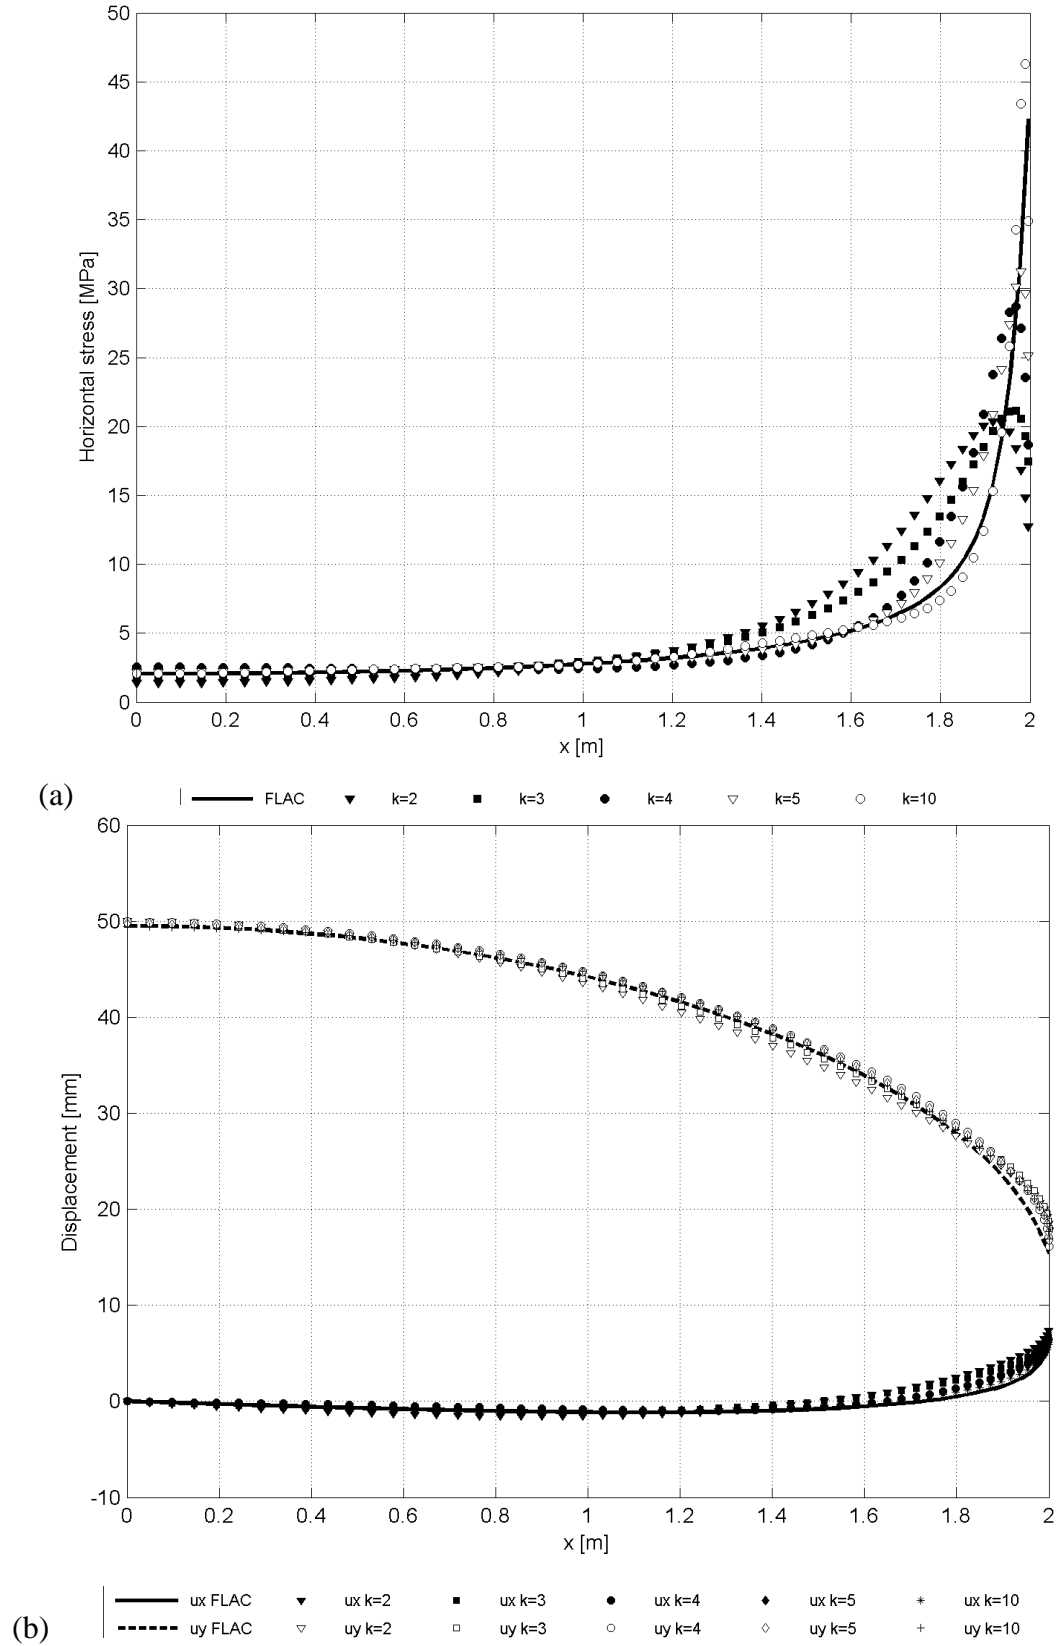 50
45
40
35
30
25
20
15
10
5
0
Horizontal stress [MPa]
0 0.2 0.4 0.6 0.8 1 1.2 1.4 1.6 1.8 2
x [m]
(a) FLAC k=2 k=3 k=4 k=5 k=10
60
50
40
30
20
10
0
-10
Displacement [mm]
0 0.2 0.4 0.6 0.8 1 1.2 1.4 1.6 1.8 2
x [m]
ux FLAC ux k=2 ux k=3 ux k=4 ux k=5 ux k=10
(b) uy FLAC uy k=2 uy k=3 uy k=4 uy k=5 uy k=10